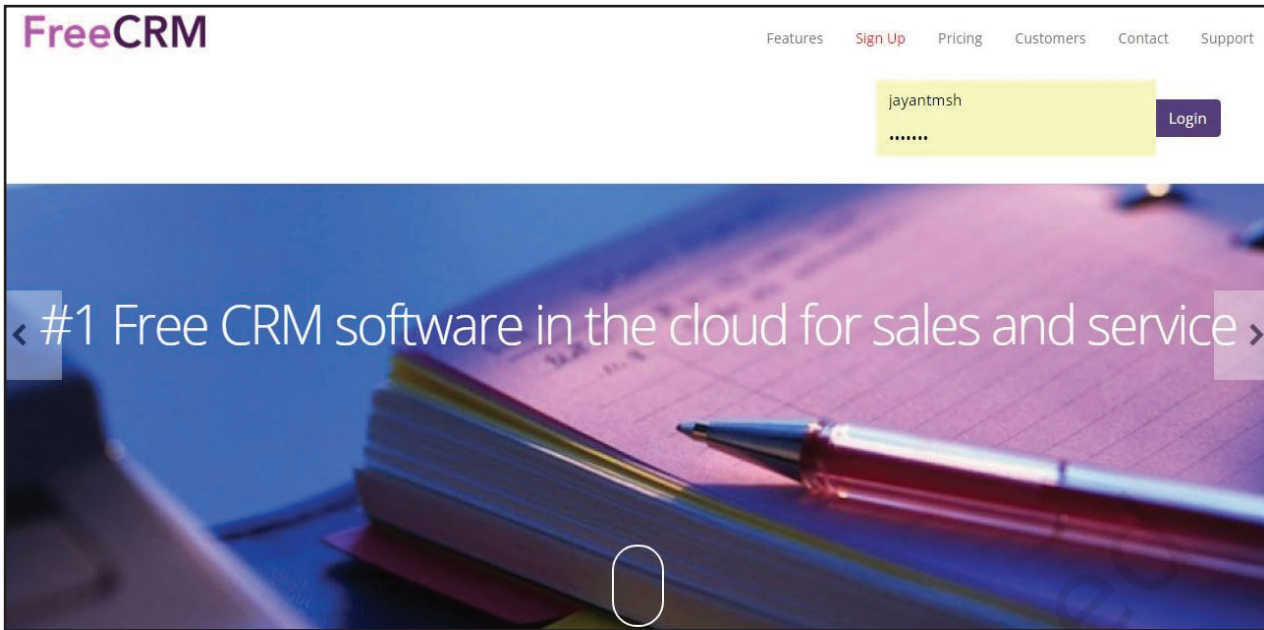 FreeCRM
Features Sign Up Pricing Customers Contact Support
jayantmsh
•••••••
Login
#1 Free CRM software in the cloud for sales and service